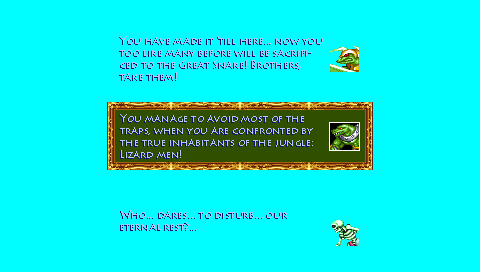 You have made it 'till here... now you
too like many before will be sacrifi-
ced to the Great Snake! Brothers,
take them!
You manage to avoid most of the
traps, when you are confronted by
the true inhabitants of the jungle:
Lizard men!
Who... dares... to disturb... our
eternal rest?...